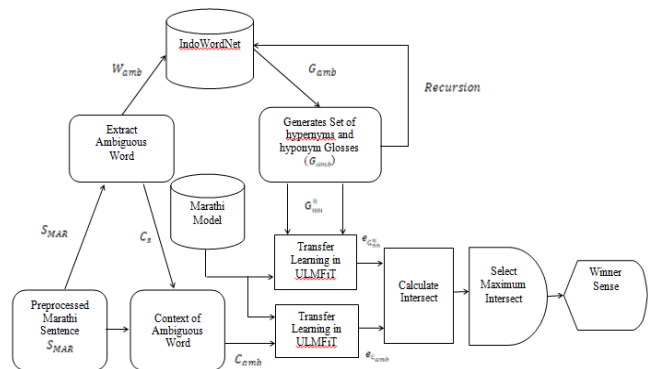 IndoWordNet
W_amb
G_amb
Recursion
Extract
Ambiguous
Word
Generates Set of
hypernyms and
hyponym Glosses
(G_amb)
Marathi
Model
S_MAR
C_s
Transfer
Learning in
ULMFiT
Calculate
Intersect
Select
Maximum
Intersect
Winner
Sense
Preprocessed
Marathi
Sentence
S_MAR
Context of
Ambiguous
Word
C_amb
Transfer
Learning in
ULMFiT
e_C_amb